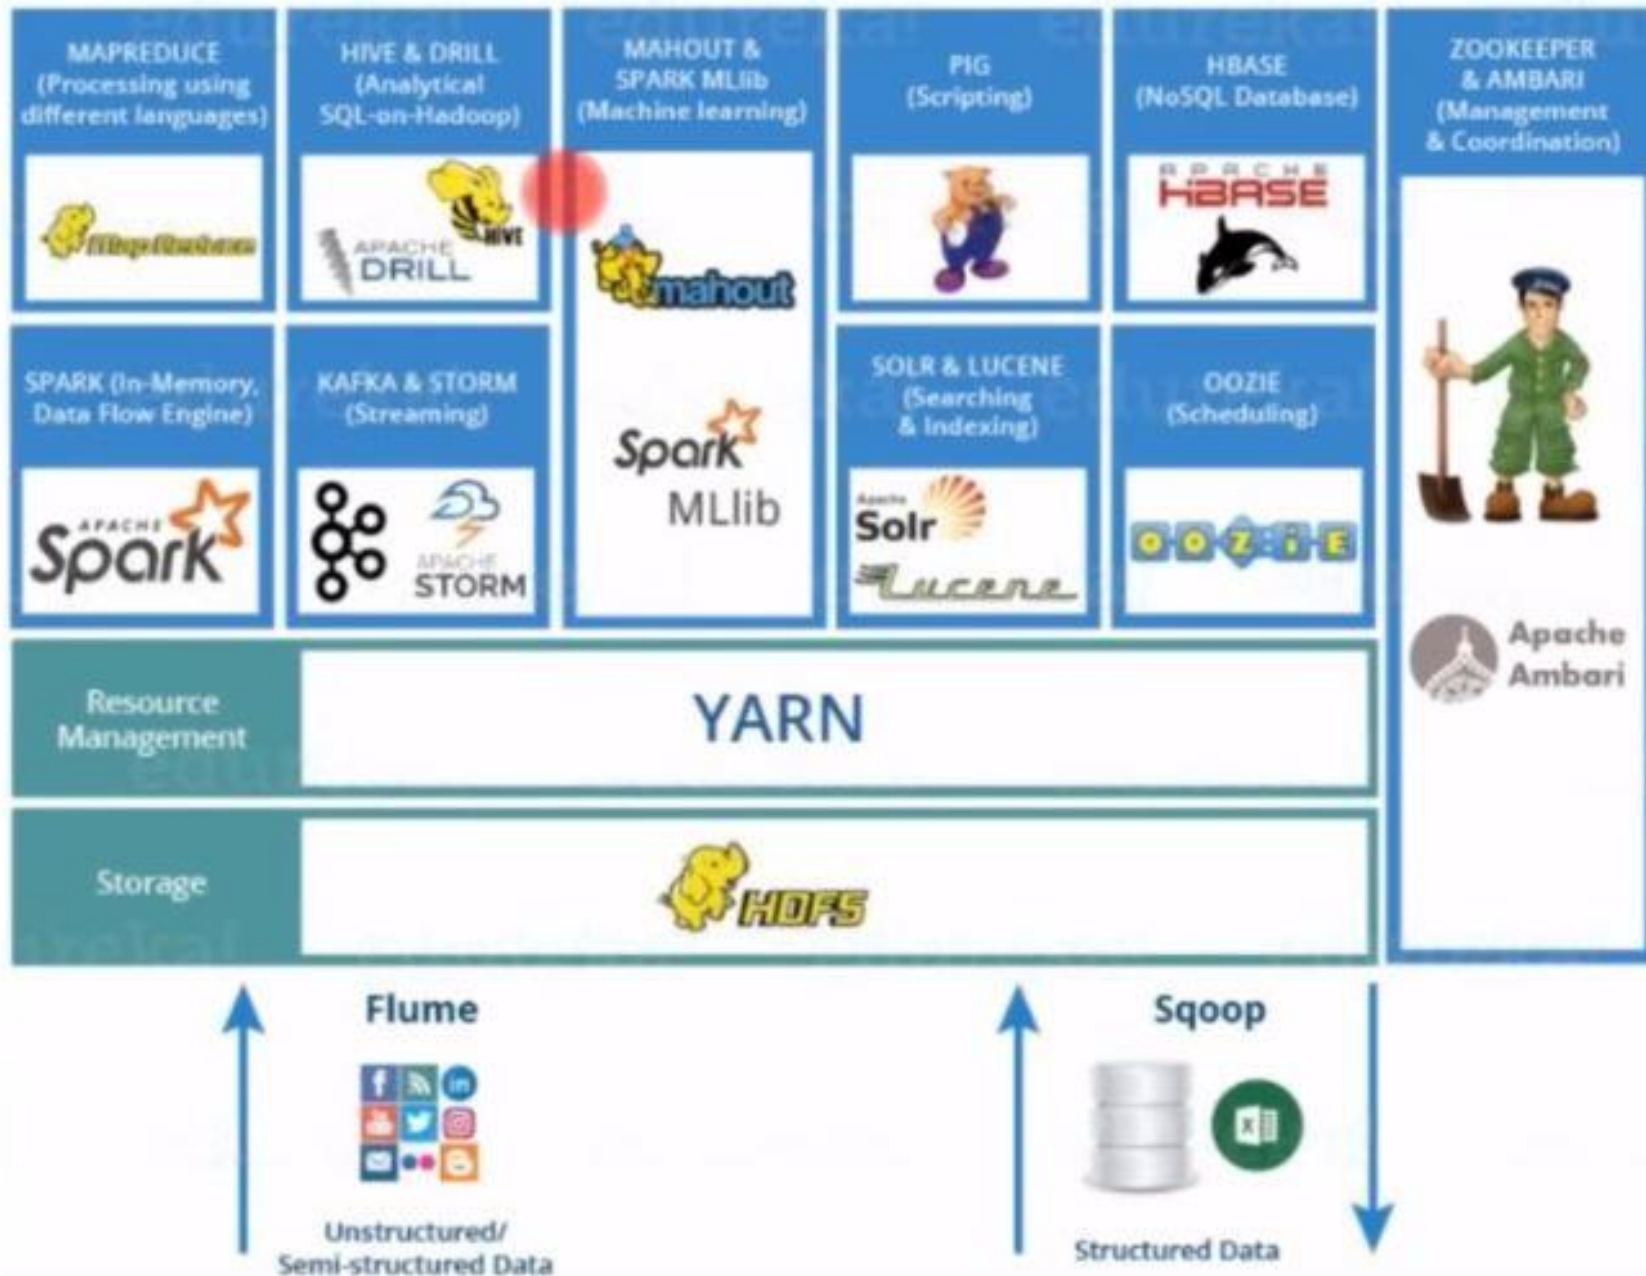 MAPREDUCE
(Processing using
different languages)
Map Reduce
HIVE & DRILL
(Analytical
SQL-on-Hadoop)
HIVE
APACHE
DRILL
MAHOUT &
SPARK MLlib
(Machine learning)
mahout
Spark
MLlib
PIG
(Scripting)
HBASE
(NoSQL Database)
APACHE
HBASE
ZOOKEEPER
& AMBARI
(Management
& Coordination)
Apache
Ambari
SPARK (In-Memory,
Data Flow Engine)
APACHE
Spark
KAFKA & STORM
(Streaming)
APACHE
STORM
SOLR & LUCENE
(Searching
& Indexing)
Apache
Solr
Lucene
OOZIE
(Scheduling)
OOZiE
Resource
Management
YARN
Storage
HDFS
Flume
Unstructured/
Semi-structured Data
Sqoop
Structured Data
edureka!